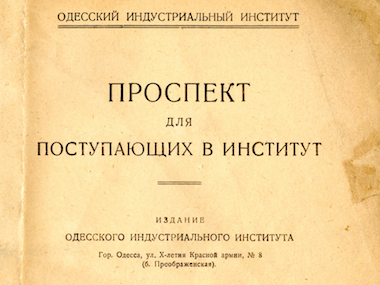 ОДЕССКИЙ ИНДУСТРИАЛЬНЫЙ ИНСТИТУТ
ПРОСПЕКТ
ДЛЯ
ПОСТУПАЮЩИХ В ИНСТИТУТ
ИЗДАНИЕ
ОДЕССКОГО ИНДУСТРИАЛЬНОГО ИНСТИТУТА
Гор. Одесса, ул. Х-летия Красной армии, № 8
(б. Преображенская).